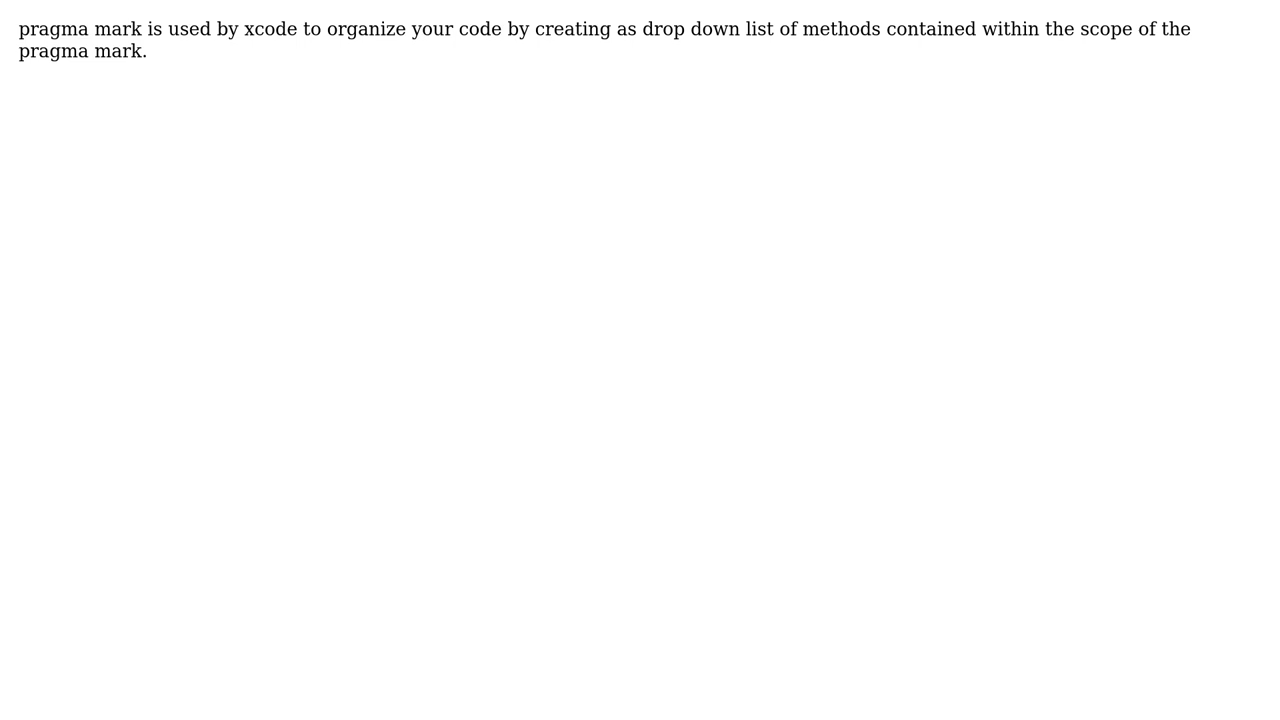 pragma mark is used by xcode to organize your code by creating as drop down list of methods contained within the scope of the
pragma mark.